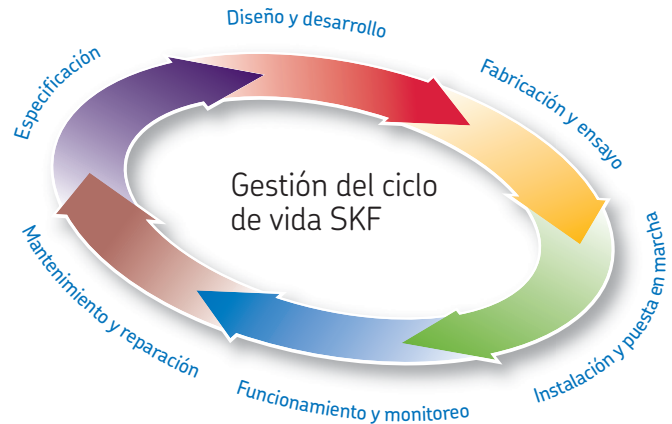 Diseño y desarrollo
Especificación
Fabricación y ensayo
Gestión del ciclo
de vida SKF
Instalación y puesta en marcha
Mantenimiento y reparación
Funcionamiento y monitoreo